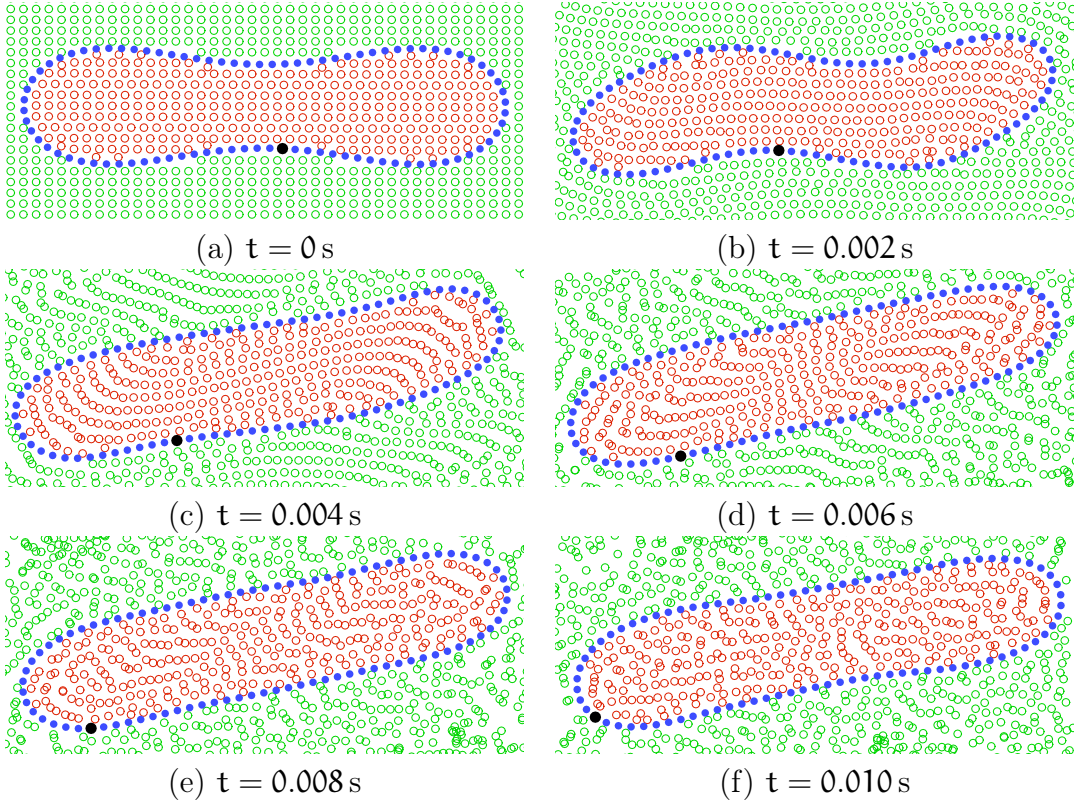 (a) t = 0 s
(b) t = 0.002 s
(c) t = 0.004 s
(d) t = 0.006 s
(e) t = 0.008 s
(f) t = 0.010 s